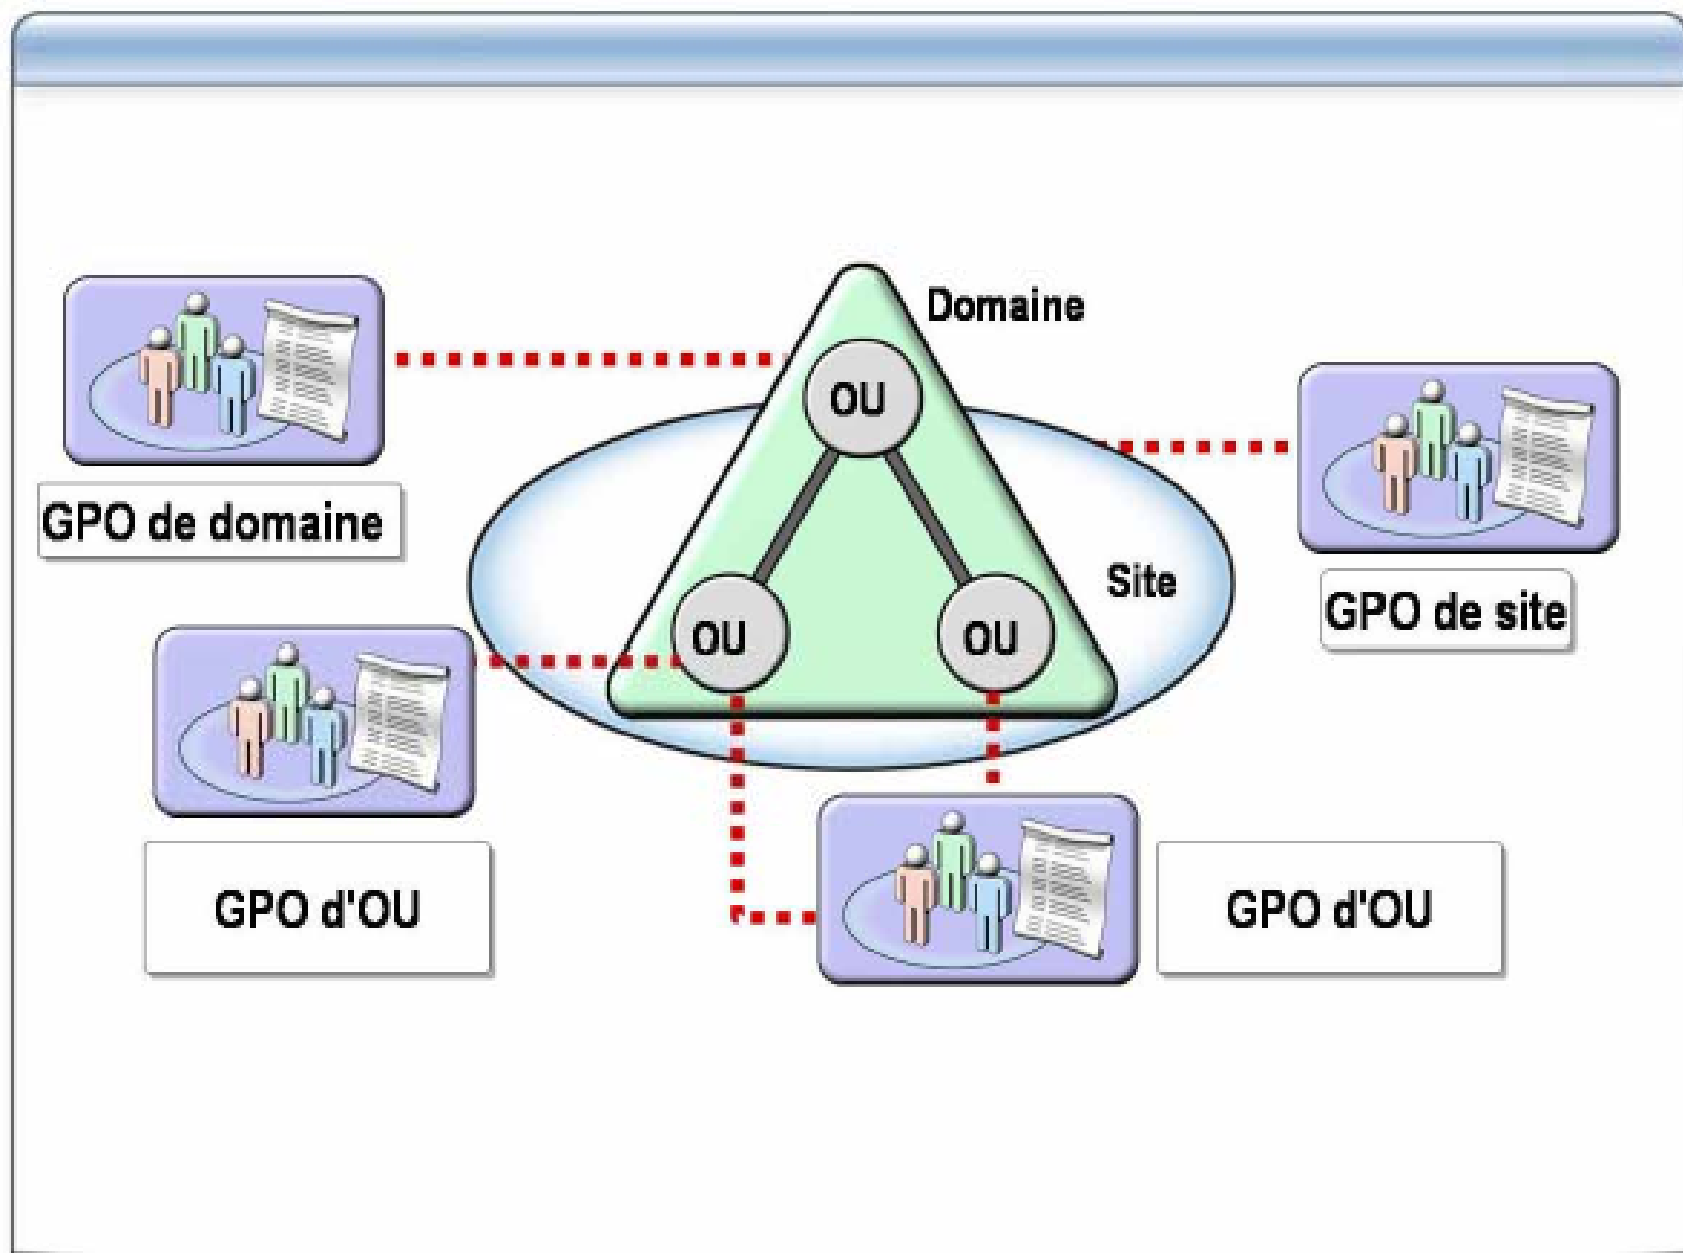 Domaine
OU
GPO de domaine
Site
GPO de site
OU
OU
GPO d'OU
GPO d'OU